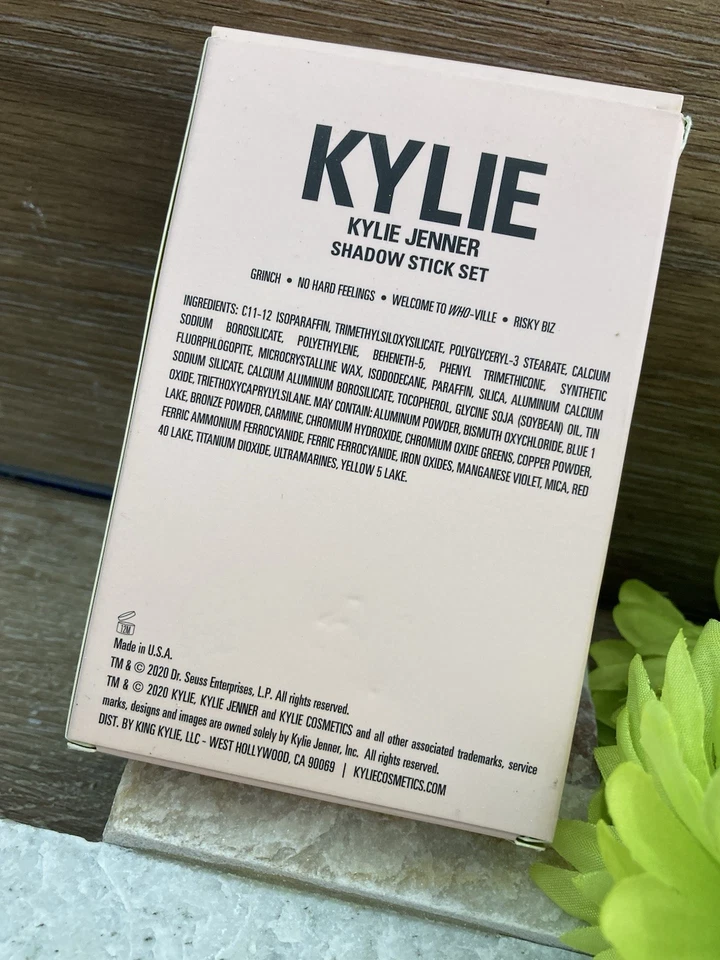 KYLIE
KYLIE JENNER
SHADOW STICK SET
GRINCH • NO HARD FEELINGS • WELCOME TO WHO-VILLE • RISKY BIZ
INGREDIENTS: C11-12 ISOPARAFFIN, TRIMETHYLSILOXYSILICATE, POLYGLYCERYL-3 STEARATE, CALCIUM
SODIUM BOROSILICATE, POLYETHYLENE, BEHENETH-5, PHENYL TRIMETHICONE, SYNTHETIC
FLUORPHLOGOPITE, MICROCRYSTALLINE WAX, ISODODECANE, PARAFFIN, SILICA, ALUMINUM CALCIUM
SODIUM SILICATE, CALCIUM ALUMINUM BOROSILICATE, TOCOPHEROL, GLYCINE SOJA (SOYBEAN) OIL, TIN
OXIDE, TRIETHOXYCAPRYLYLSILANE. MAY CONTAIN: ALUMINUM POWDER, BISMUTH OXYCHLORIDE, BLUE 1
LAKE, BRONZE POWDER, CARMINE, CHROMIUM HYDROXIDE, CHROMIUM OXIDE GREENS, COPPER POWDER,
FERRIC AMMONIUM FERROCYANIDE, FERRIC FERROCYANIDE, IRON OXIDES, MANGANESE VIOLET, MICA, RED
40 LAKE, TITANIUM DIOXIDE, ULTRAMARINES, YELLOW 5 LAKE.
12M
Made in U.S.A.
TM & © 2020 Dr. Seuss Enterprises, L.P. All rights reserved.
TM & © 2020 KYLIE, KYLIE JENNER and KYLIE COSMETICS and all other associated trademarks, service
marks, designs and images are owned solely by Kylie Jenner, Inc. All rights reserved.
DIST. BY KING KYLIE, LLC - WEST HOLLYWOOD, CA 90069 | KYLIECOSMETICS.COM